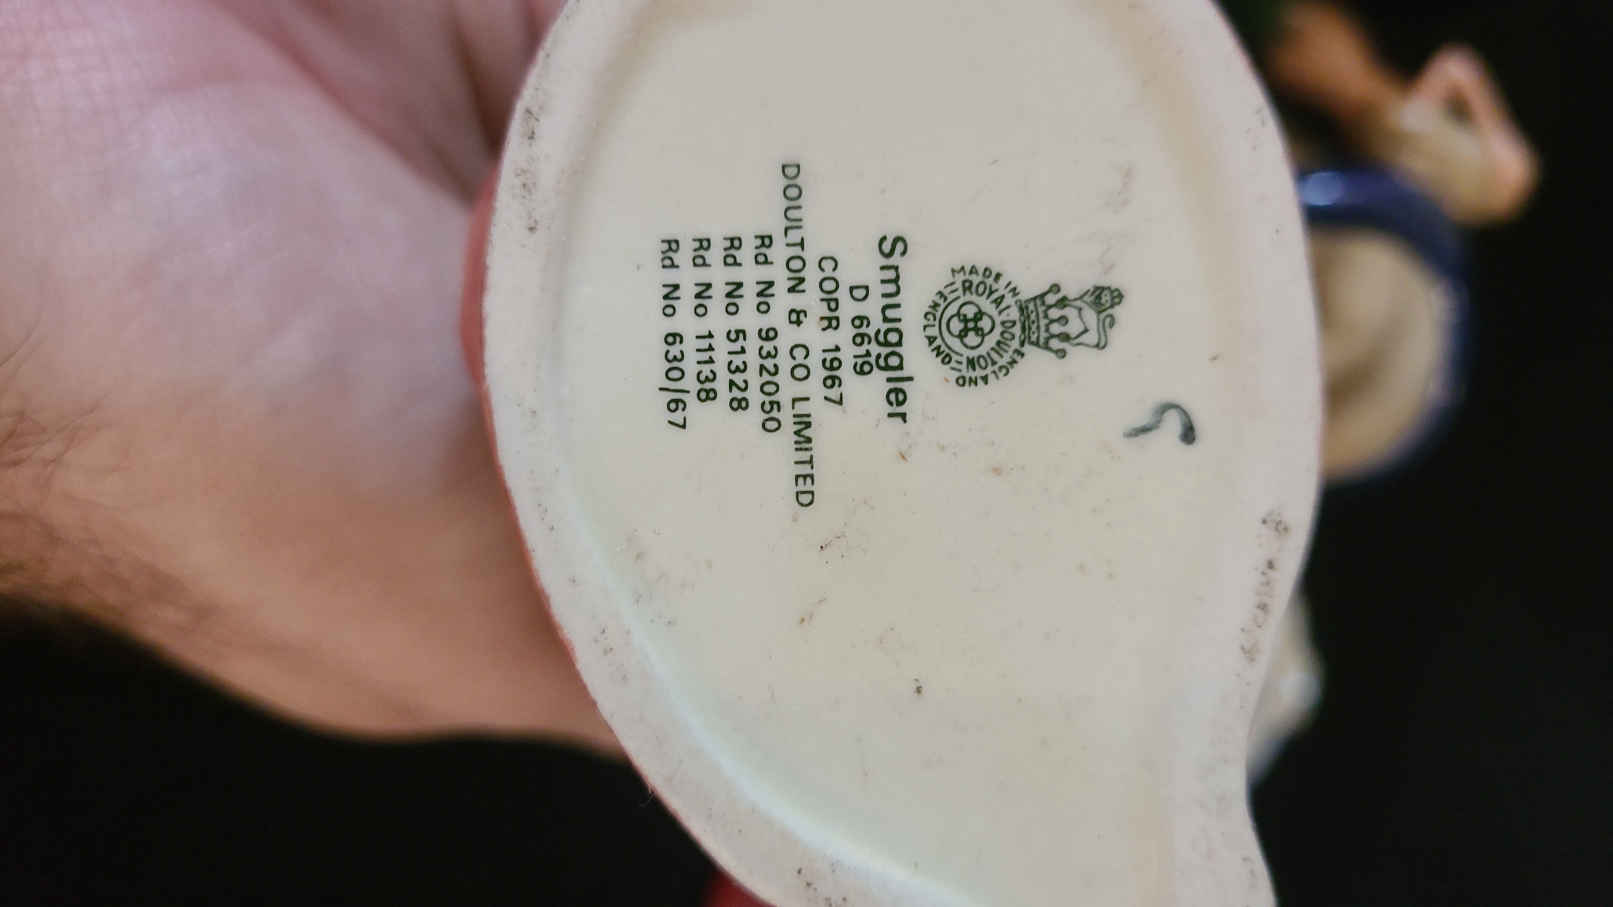 MADE IN ENGLAND
ROYAL DOULTON
ENGLAND
Smuggler
D 6619
COPR 1967
DOULTON & CO LIMITED
Rd No 932050
Rd No 51328
Rd No 11138
Rd No 630/67